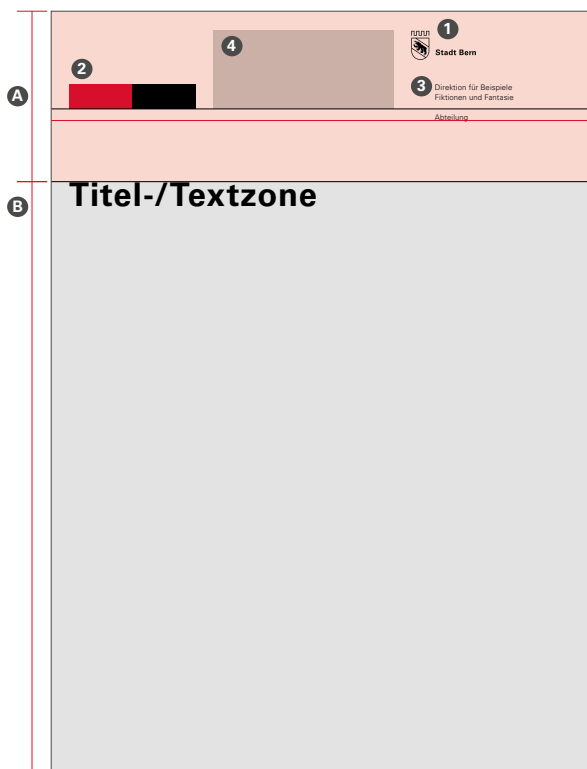 1
Stadt Bern
4
2
3
Direktion für Beispiele
Fiktionen und Fantasie
Abteilung
A
B
Titel-/Textzone